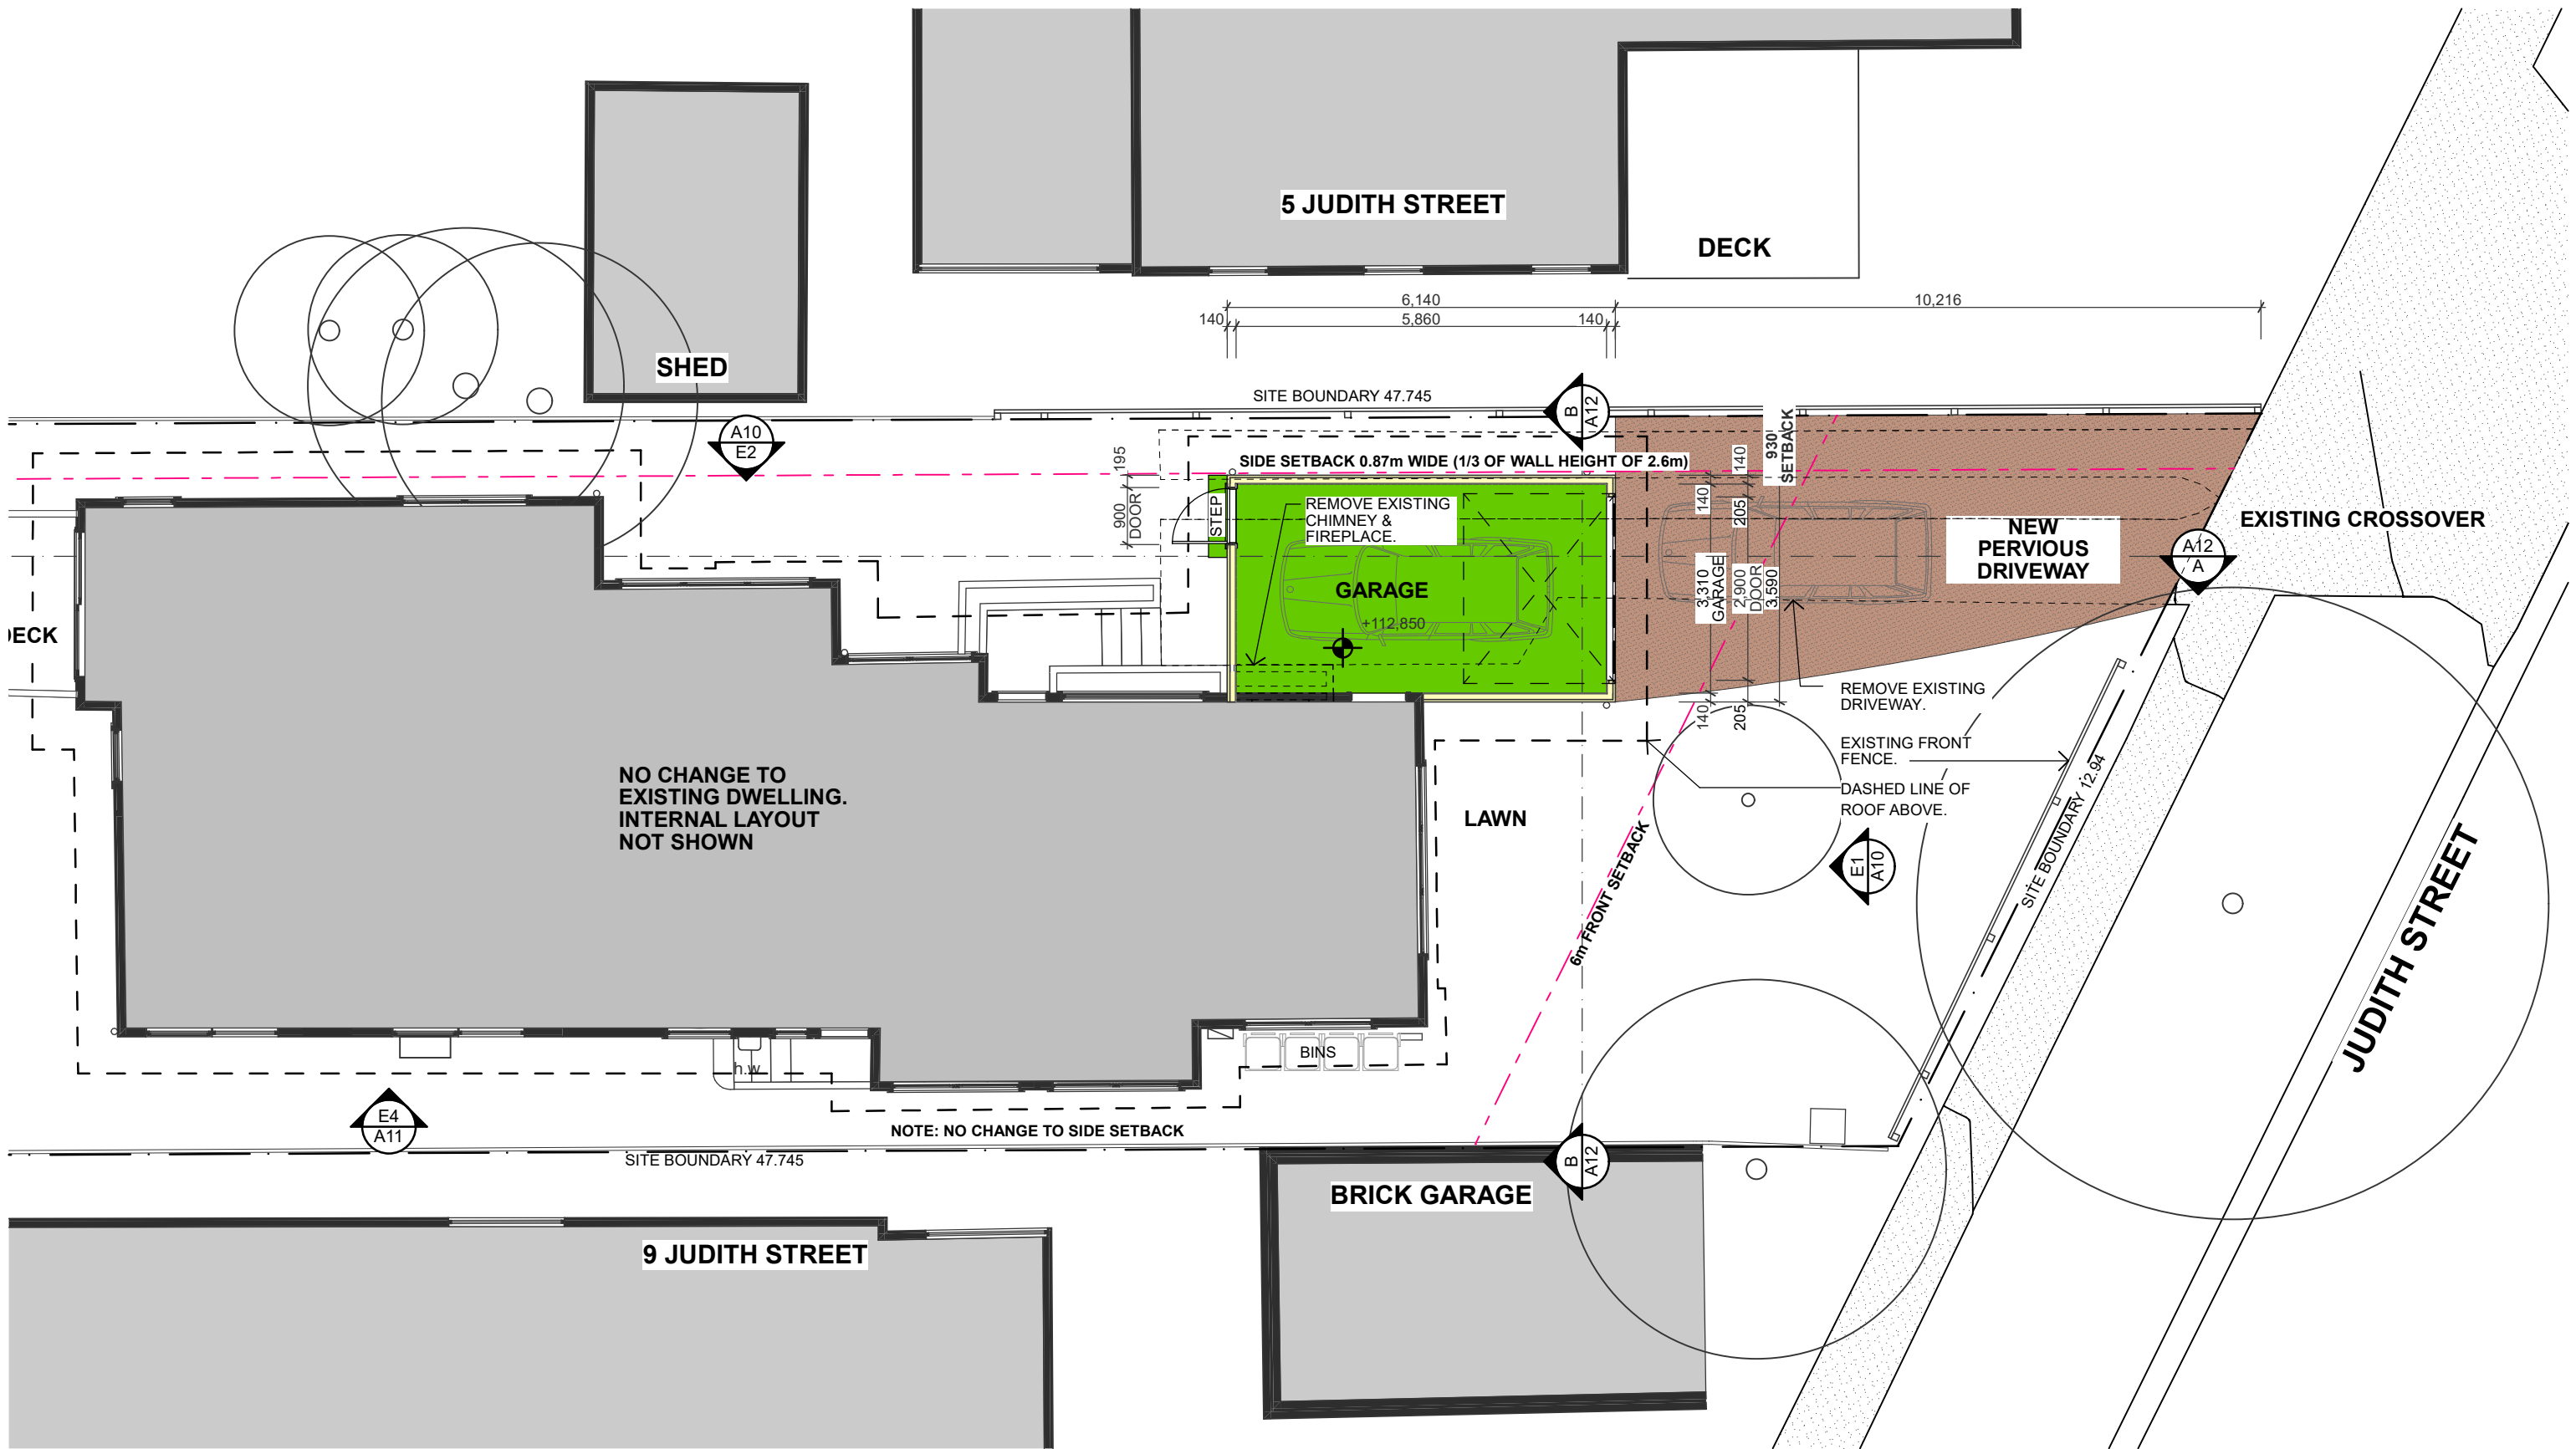 5 JUDITH STREET
DECK
6,140
10,216
140
5,860
140
SHED
SITE BOUNDARY 47.745
B
A12
930
SETBACK
A10
E2
195
SIDE SETBACK 0.87m WIDE (1/3 OF WALL HEIGHT OF 2.6m)
140
140
205
900
DOOR
STEP
REMOVE EXISTING
CHIMNEY &
FIREPLACE.
GARAGE
+112,850
3,310
GARAGE
2,900
DOOR
3,590
NEW
PERVIOUS
DRIVEWAY
EXISTING CROSSOVER
A12
A
DECK
140
205
REMOVE EXISTING
DRIVEWAY.
EXISTING FRONT
FENCE.
DASHED LINE OF
ROOF ABOVE.
NO CHANGE TO
EXISTING DWELLING.
INTERNAL LAYOUT
NOT SHOWN
LAWN
6m FRONT SETBACK
E1
A10
SITE BOUNDARY 12.94
JUDITH STREET
BINS
h.w
E4
A11
NOTE: NO CHANGE TO SIDE SETBACK
SITE BOUNDARY 47.745
B
A12
BRICK GARAGE
9 JUDITH STREET